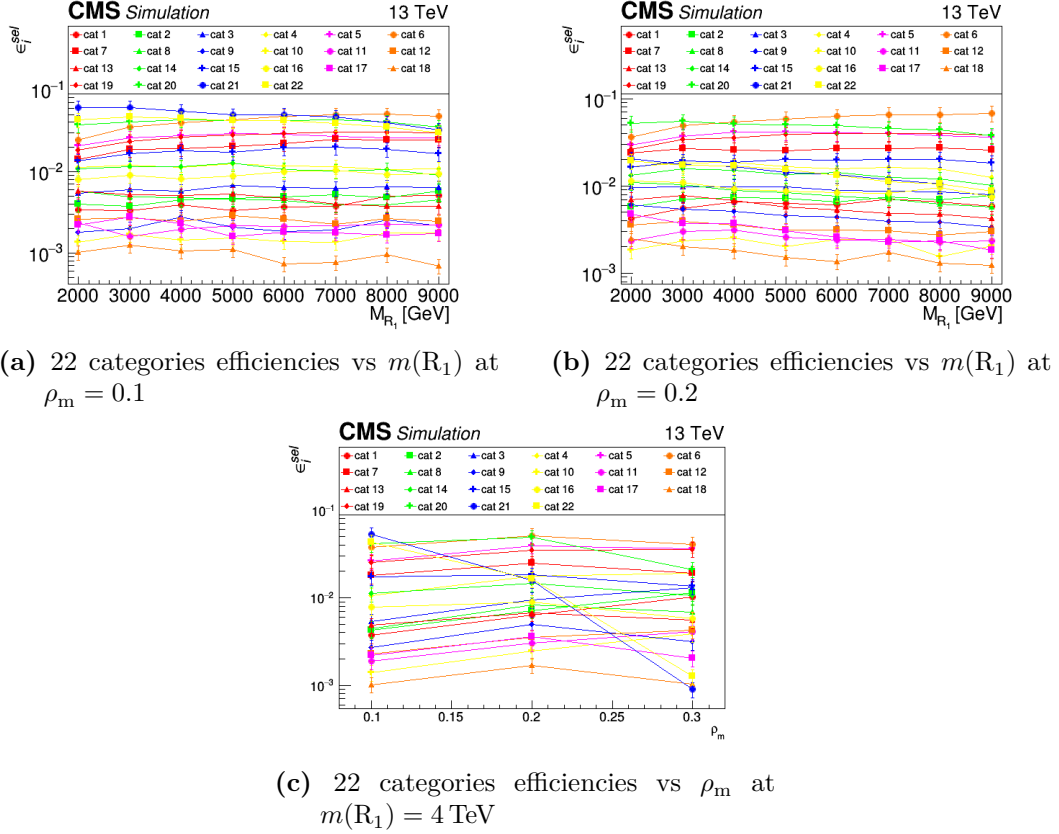 CMS Simulation 13 TeV
ϵ_i^sel
cat 1 cat 2 cat 3 cat 4 cat 5 cat 6
cat 7 cat 8 cat 9 cat 10 cat 11 cat 12
cat 13 cat 14 cat 15 cat 16 cat 17 cat 18
cat 19 cat 20 cat 21 cat 22
10⁻¹
10⁻²
10⁻³
2000 3000 4000 5000 6000 7000 8000 9000
M_R₁ [GeV]
CMS Simulation 13 TeV
ϵ_i^sel
cat 1 cat 2 cat 3 cat 4 cat 5 cat 6
cat 7 cat 8 cat 9 cat 10 cat 11 cat 12
cat 13 cat 14 cat 15 cat 16 cat 17 cat 18
cat 19 cat 20 cat 21 cat 22
10⁻¹
10⁻²
10⁻³
2000 3000 4000 5000 6000 7000 8000 9000
M_R₁ [GeV]
(a) 22 categories efficiencies vs m(R₁) at
ρ_m = 0.1
(b) 22 categories efficiencies vs m(R₁) at
ρ_m = 0.2
CMS Simulation 13 TeV
ϵ_i^sel
cat 1 cat 2 cat 3 cat 4 cat 5 cat 6
cat 7 cat 8 cat 9 cat 10 cat 11 cat 12
cat 13 cat 14 cat 15 cat 16 cat 17 cat 18
cat 19 cat 20 cat 21 cat 22
10⁻¹
10⁻²
10⁻³
0.1 0.15 0.2 0.25 0.3
ρ_m
(c) 22 categories efficiencies vs ρ_m at
m(R₁) = 4 TeV